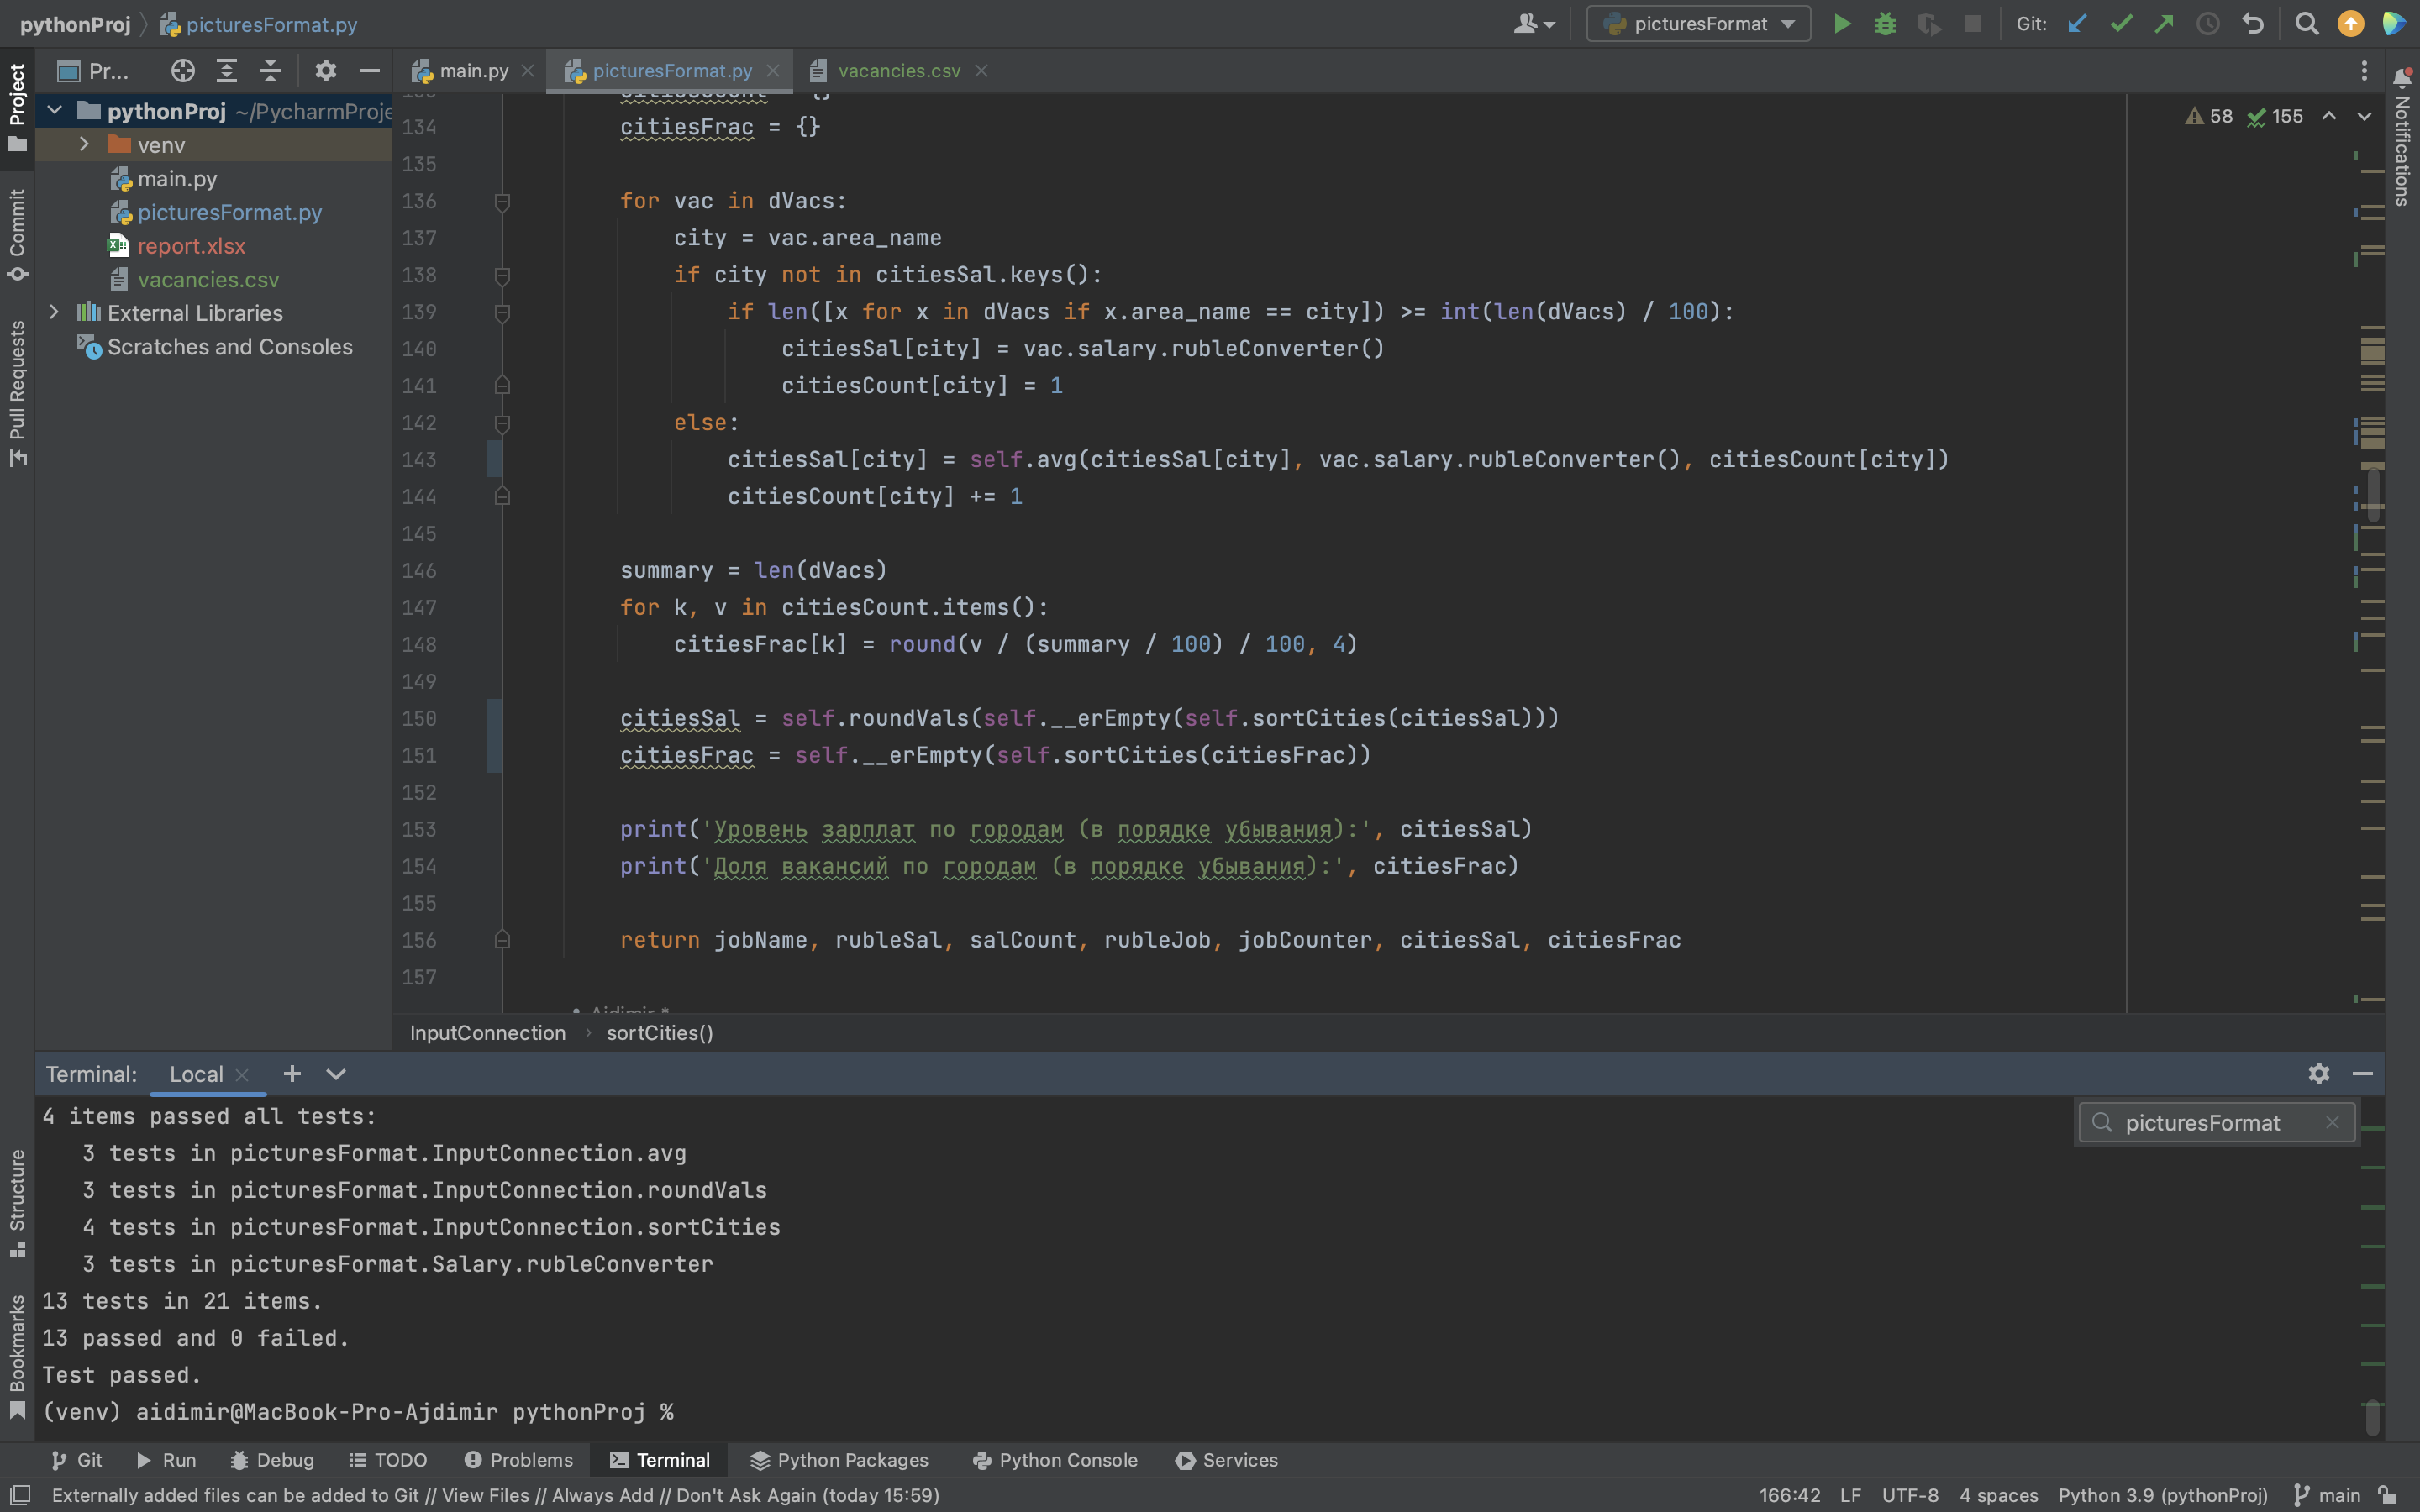 pythonProj picturesFormat.py
picturesFormat Git:
Project
Commit
Pull Requests
Structure
Bookmarks
Notifications
Pr...
main.py picturesFormat.py vacancies.csv
pythonProj ~/PycharmProje
venv
main.py
picturesFormat.py
report.xlsx
vacancies.csv
External Libraries
Scratches and Consoles
58 155
134 citiesFrac = {}
135
136 for vac in dVacs:
137 city = vac.area_name
138 if city not in citiesSal.keys():
139 if len([x for x in dVacs if x.area_name == city]) >= int(len(dVacs) / 100):
140 citiesSal[city] = vac.salary.rubleConverter()
141 citiesCount[city] = 1
142 else:
143 citiesSal[city] = self.avg(citiesSal[city], vac.salary.rubleConverter(), citiesCount[city])
144 citiesCount[city] += 1
145
146 summary = len(dVacs)
147 for k, v in citiesCount.items():
148 citiesFrac[k] = round(v / (summary / 100) / 100, 4)
149
150 citiesSal = self.roundVals(self.__erEmpty(self.sortCities(citiesSal)))
151 citiesFrac = self.__erEmpty(self.sortCities(citiesFrac))
152
153 print('Уровень зарплат по городам (в порядке убывания):', citiesSal)
154 print('Доля вакансий по городам (в порядке убывания):', citiesFrac)
155
156 return jobName, rubleSal, salCount, rubleJob, jobCounter, citiesSal, citiesFrac
157
InputConnection sortCities()
Terminal: Local
picturesFormat
4 items passed all tests:
3 tests in picturesFormat.InputConnection.avg
3 tests in picturesFormat.InputConnection.roundVals
4 tests in picturesFormat.InputConnection.sortCities
3 tests in picturesFormat.Salary.rubleConverter
13 tests in 21 items.
13 passed and 0 failed.
Test passed.
(venv) aidimir@MacBook-Pro-Ajdimir pythonProj %
Git Run Debug TODO Problems Terminal Python Packages Python Console Services
Externally added files can be added to Git // View Files // Always Add // Don't Ask Again (today 15:59) 166:42 LF UTF-8 4 spaces Python 3.9 (pythonProj) main